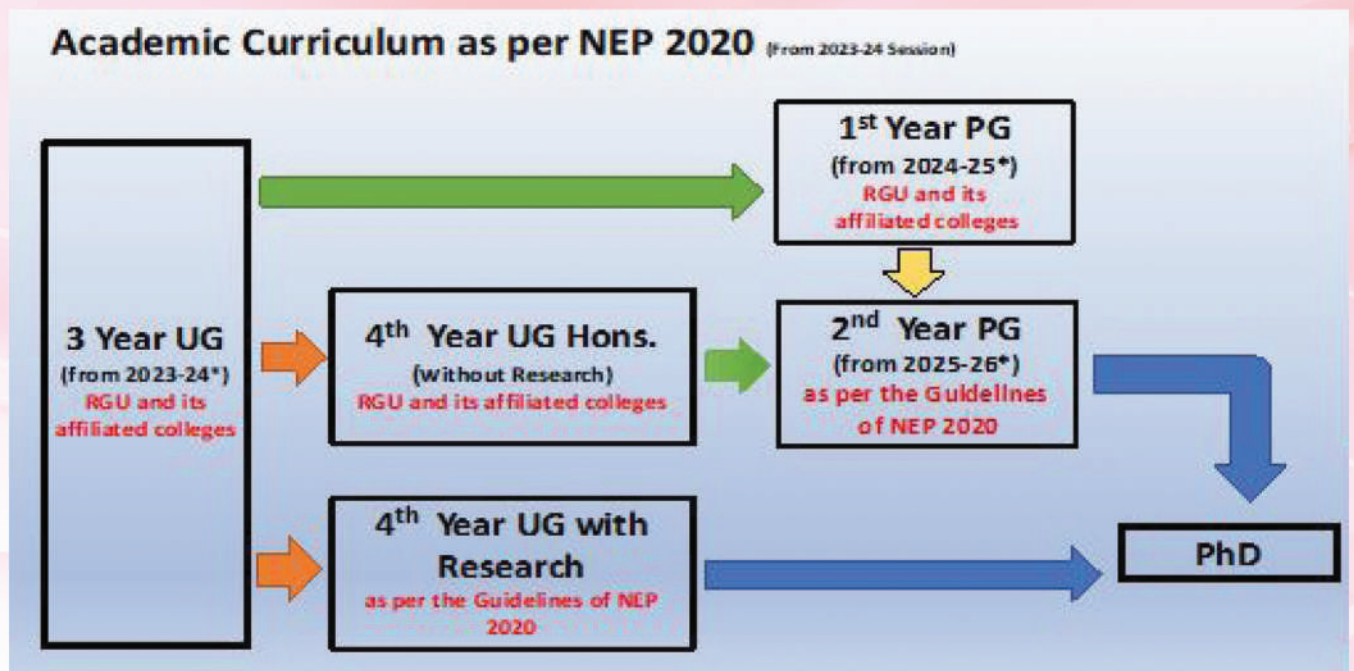 Academic Curriculum as per NEP 2020 (From 2023-24 Session)
3 Year UG
(from 2023-24*)
RGU and its
affiliated colleges
4th Year UG Hons.
(Without Research)
RGU and its affiliated colleges
4th Year UG with
Research
as per the Guidelines of NEP
2020
1st Year PG
(from 2024-25*)
RGU and its
affiliated colleges
2nd Year PG
(from 2025-26*)
as per the Guidelines
of NEP 2020
PhD